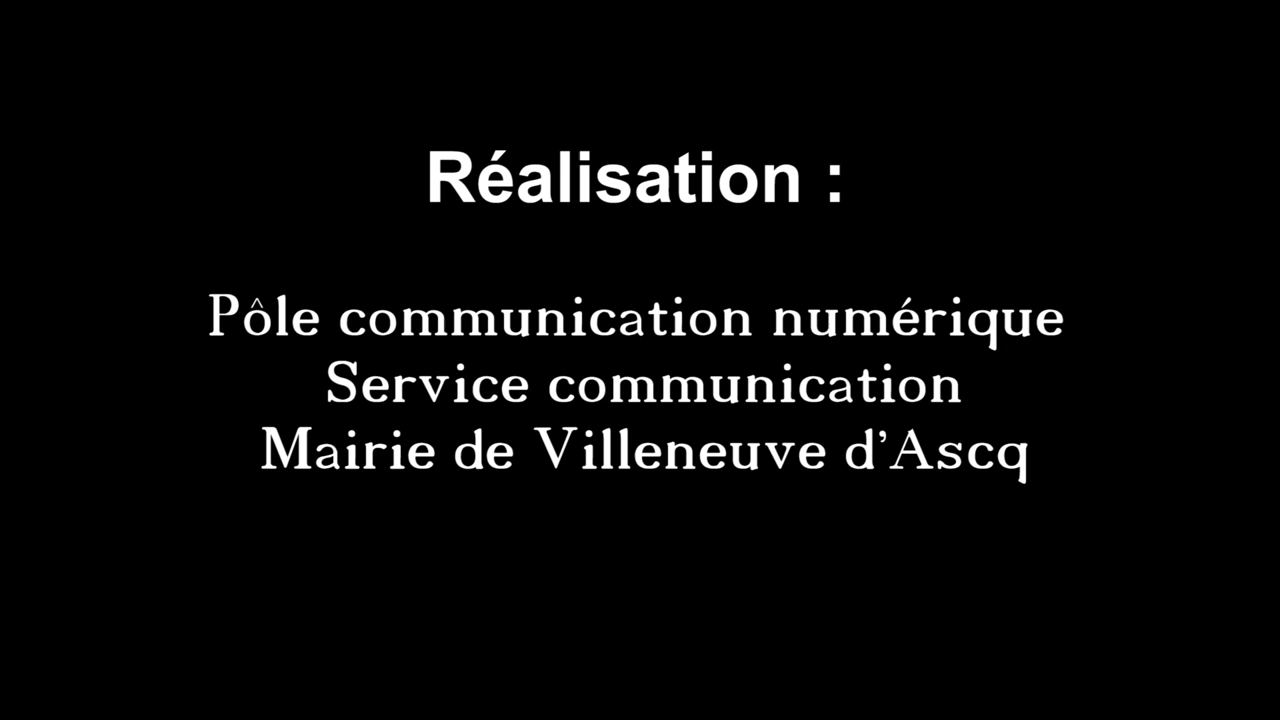 Réalisation :
Pôle communication numérique
Service communication
Mairie de Villeneuve d'Ascq